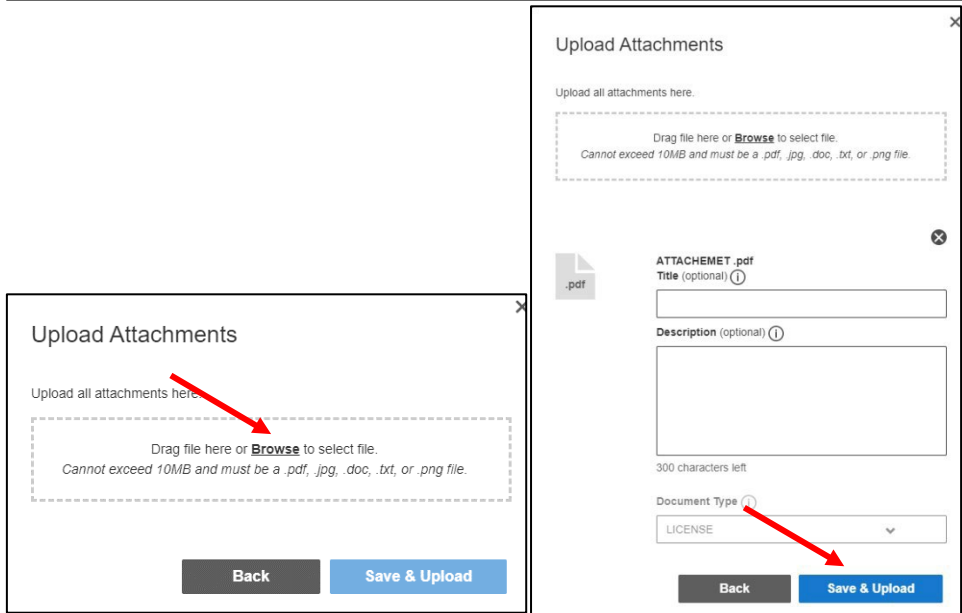 Upload Attachments
Upload all attachments here.
Drag file here or Browse to select file.
Cannot exceed 10MB and must be a .pdf, .jpg, .doc, .txt, or .png file.
Back
Save & Upload
Upload Attachments
Upload all attachments here.
Drag file here or Browse to select file.
Cannot exceed 10MB and must be a .pdf, .jpg, .doc, .txt, or .png file.
.pdf
ATTACHEMET .pdf
Title (optional) i
Description (optional) i
300 characters left
Document Type i
LICENSE
Back
Save & Upload